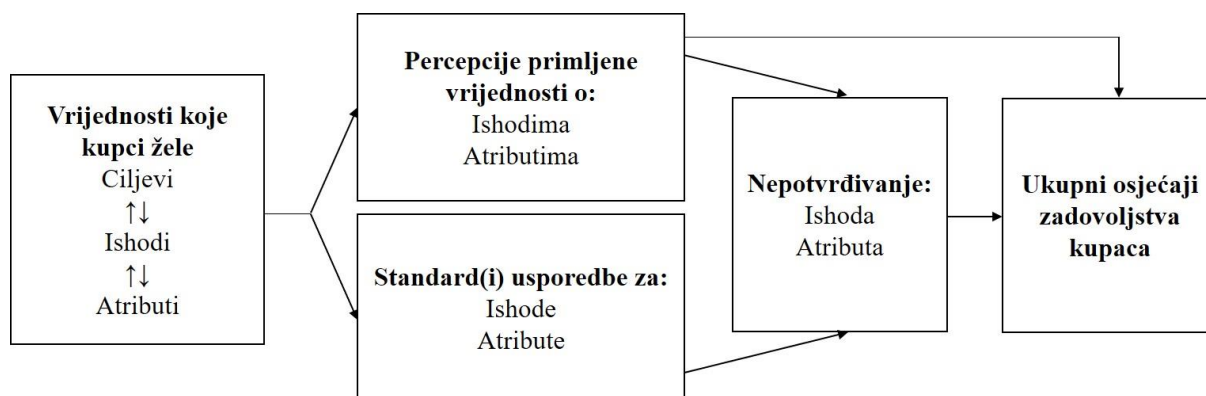 Vrijednosti koje
kupci žele
Ciljevi
↑↓
Ishodi
↑↓
Atributi
Percepcije primljene
vrijednosti o:
Ishodima
Atributima
Standard(i) usporedbe za:
Ishode
Atribute
Nepotvrđivanje:
Ishoda
Atributa
Ukupni osjećaji
zadovoljstva
kupaca